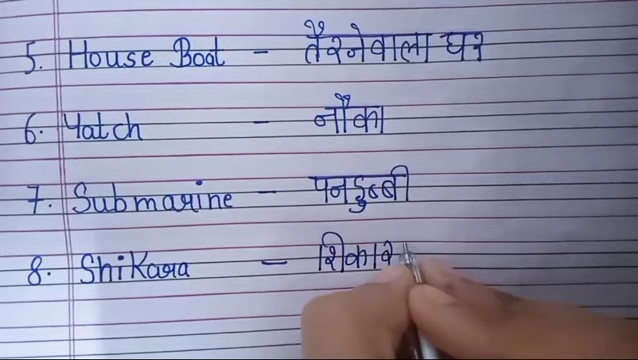 5. House Boat - तैरनेवाला घर
6. Yatch - नौका
7. Submarine - पनडुब्बी
8. Shikara - शिकार